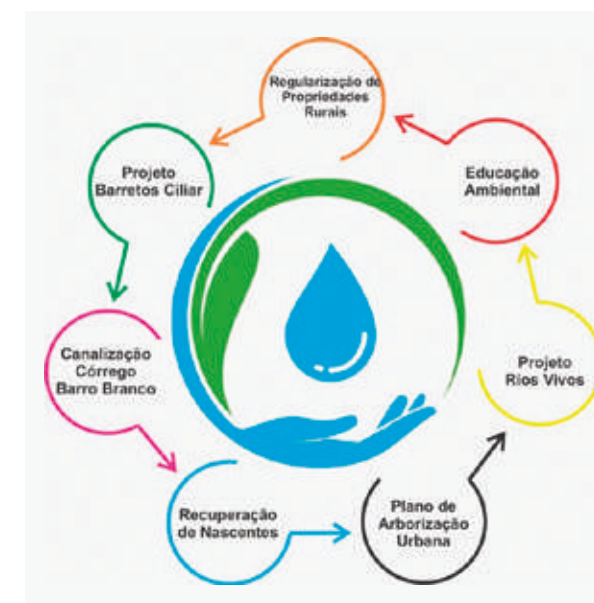 Regularização de
Propriedades
Rurais
Projeto
Barretos Ciliar
Canalização
Córrego
Barro Branco
Recuperação
de Nascentes
Plano de
Arborização
Urbana
Projeto
Rios Vivos
Educação
Ambiental